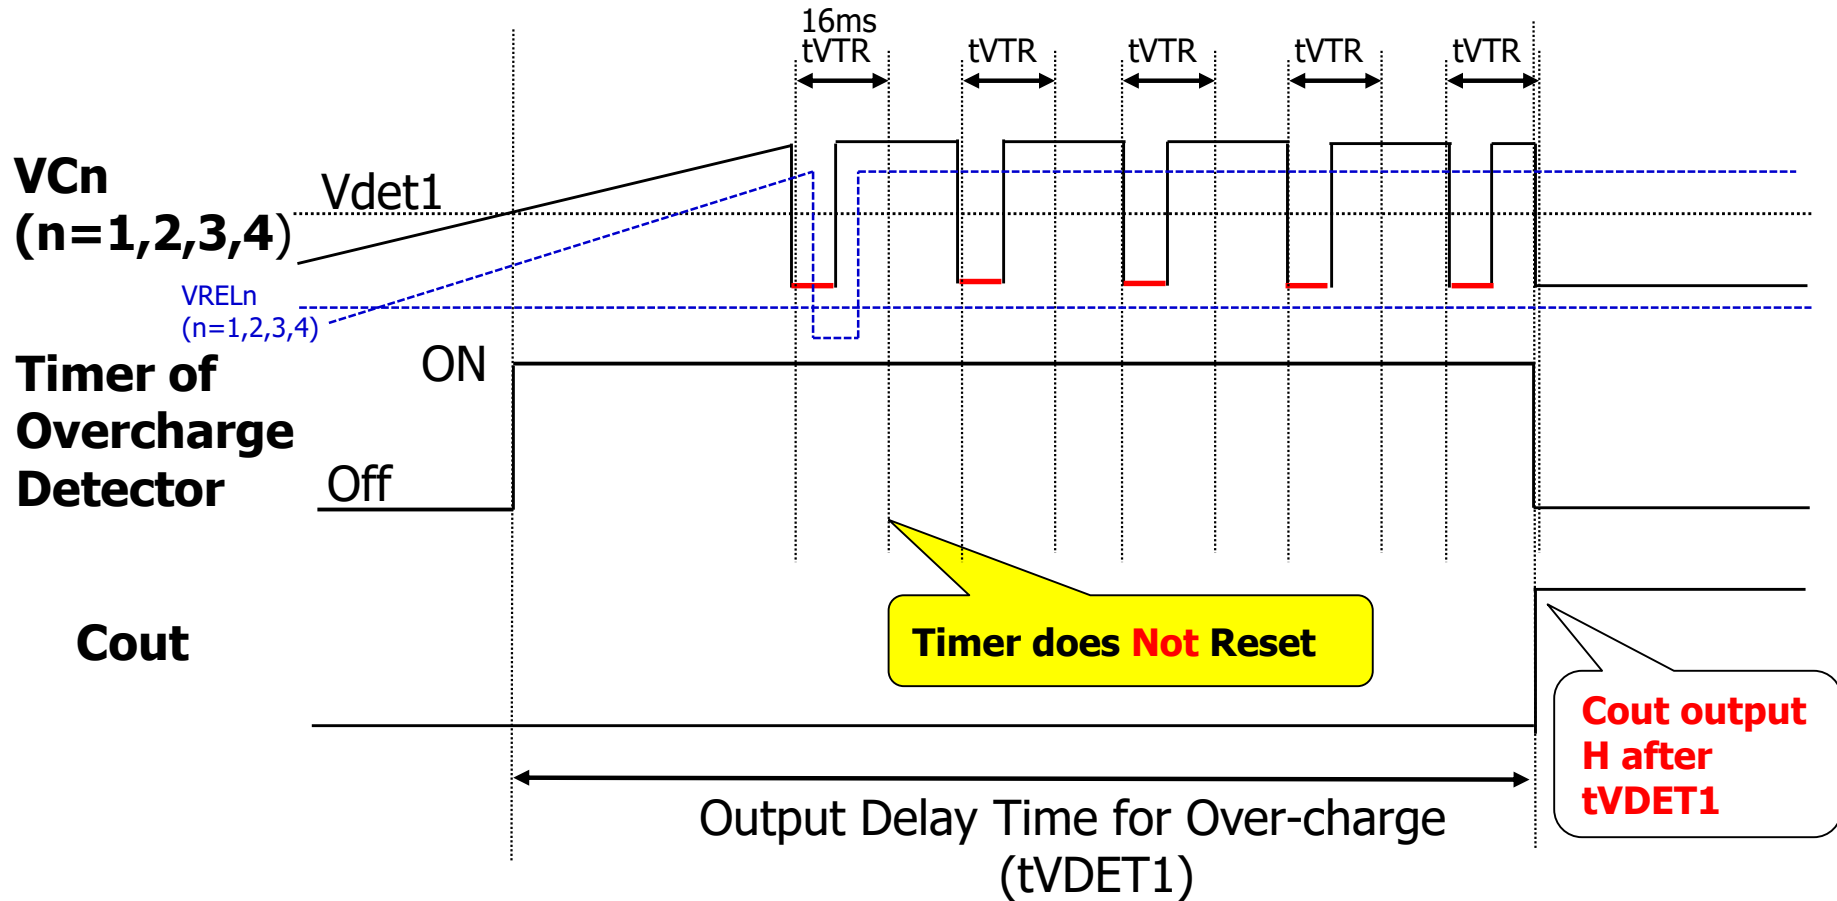 16ms
tVTR
tVTR
tVTR
tVTR
tVTR
VCn
(n=1,2,3,4)
Vdet1
VRELn
(n=1,2,3,4)
Timer of
Overcharge
Detector
ON
Off
Timer does Not Reset
Cout
Cout output
H after
tVDET1
Output Delay Time for Over-charge
(tVDET1)